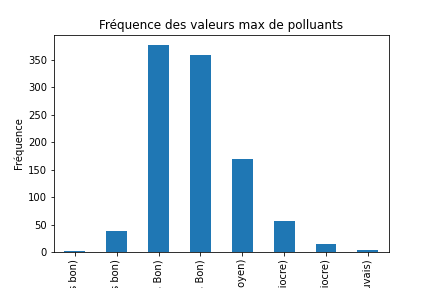 Fréquence des valeurs max de polluants
Fréquence
350
300
250
200
150
100
50
0
s bon)
s bon)
Bon)
Bon)
oyen)
iocre)
iocre)
uvais)